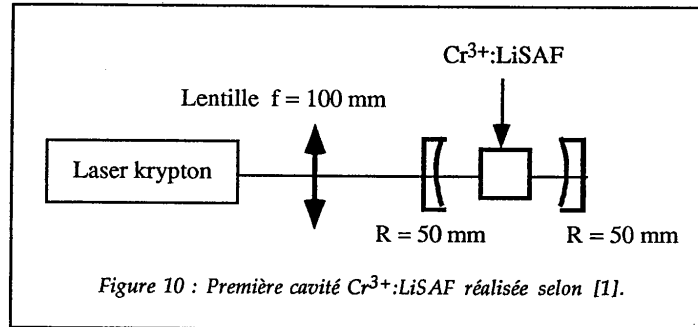 Cr3+:LiSAF
Lentille f = 100 mm
Laser krypton
R = 50 mm
R = 50 mm
Figure 10 : Première cavité Cr3+:LiSAF réalisée selon [1].